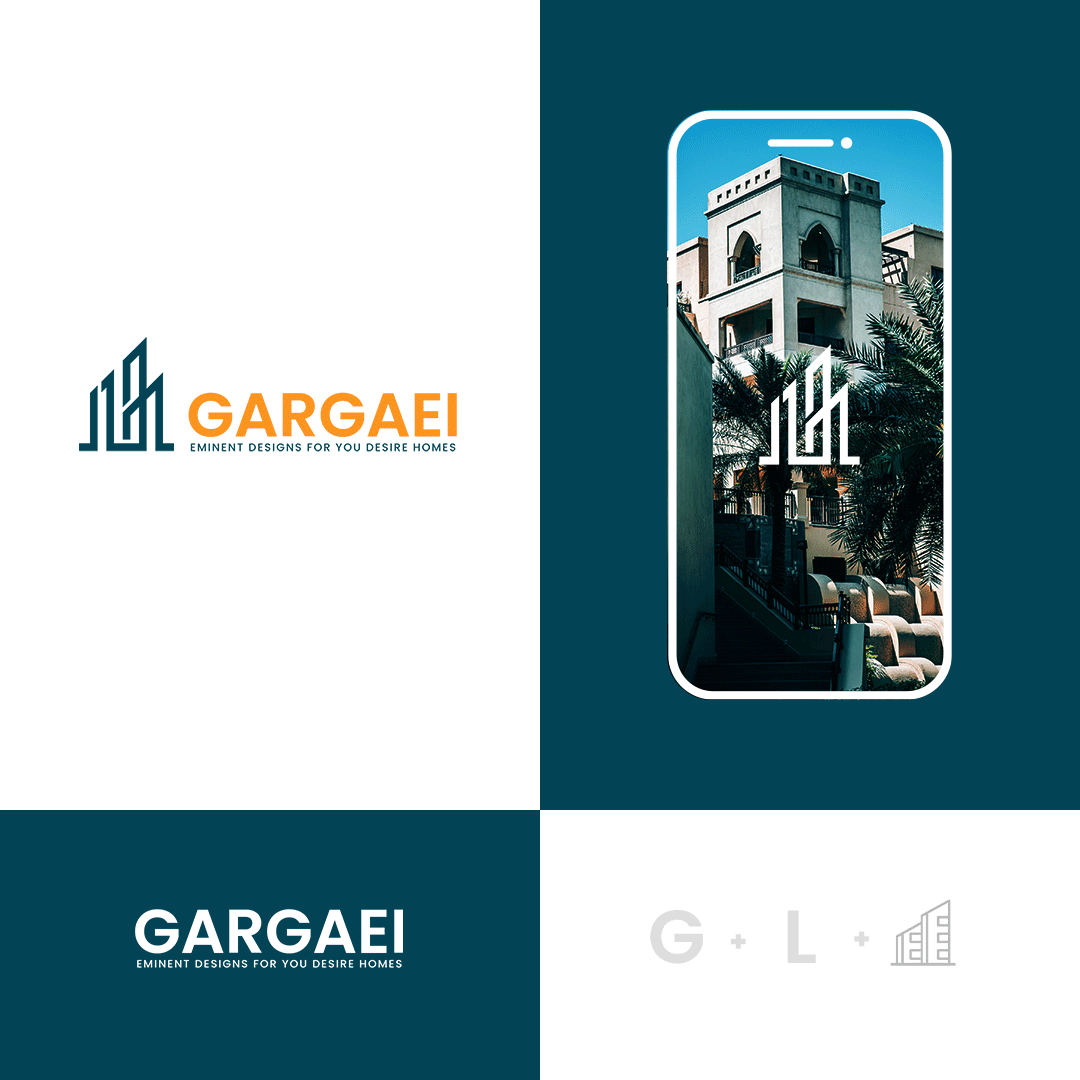 GARGAEI
EMINENT DESIGNS FOR YOU DESIRE HOMES
GARGAEI
EMINENT DESIGNS FOR YOU DESIRE HOMES
G + L +